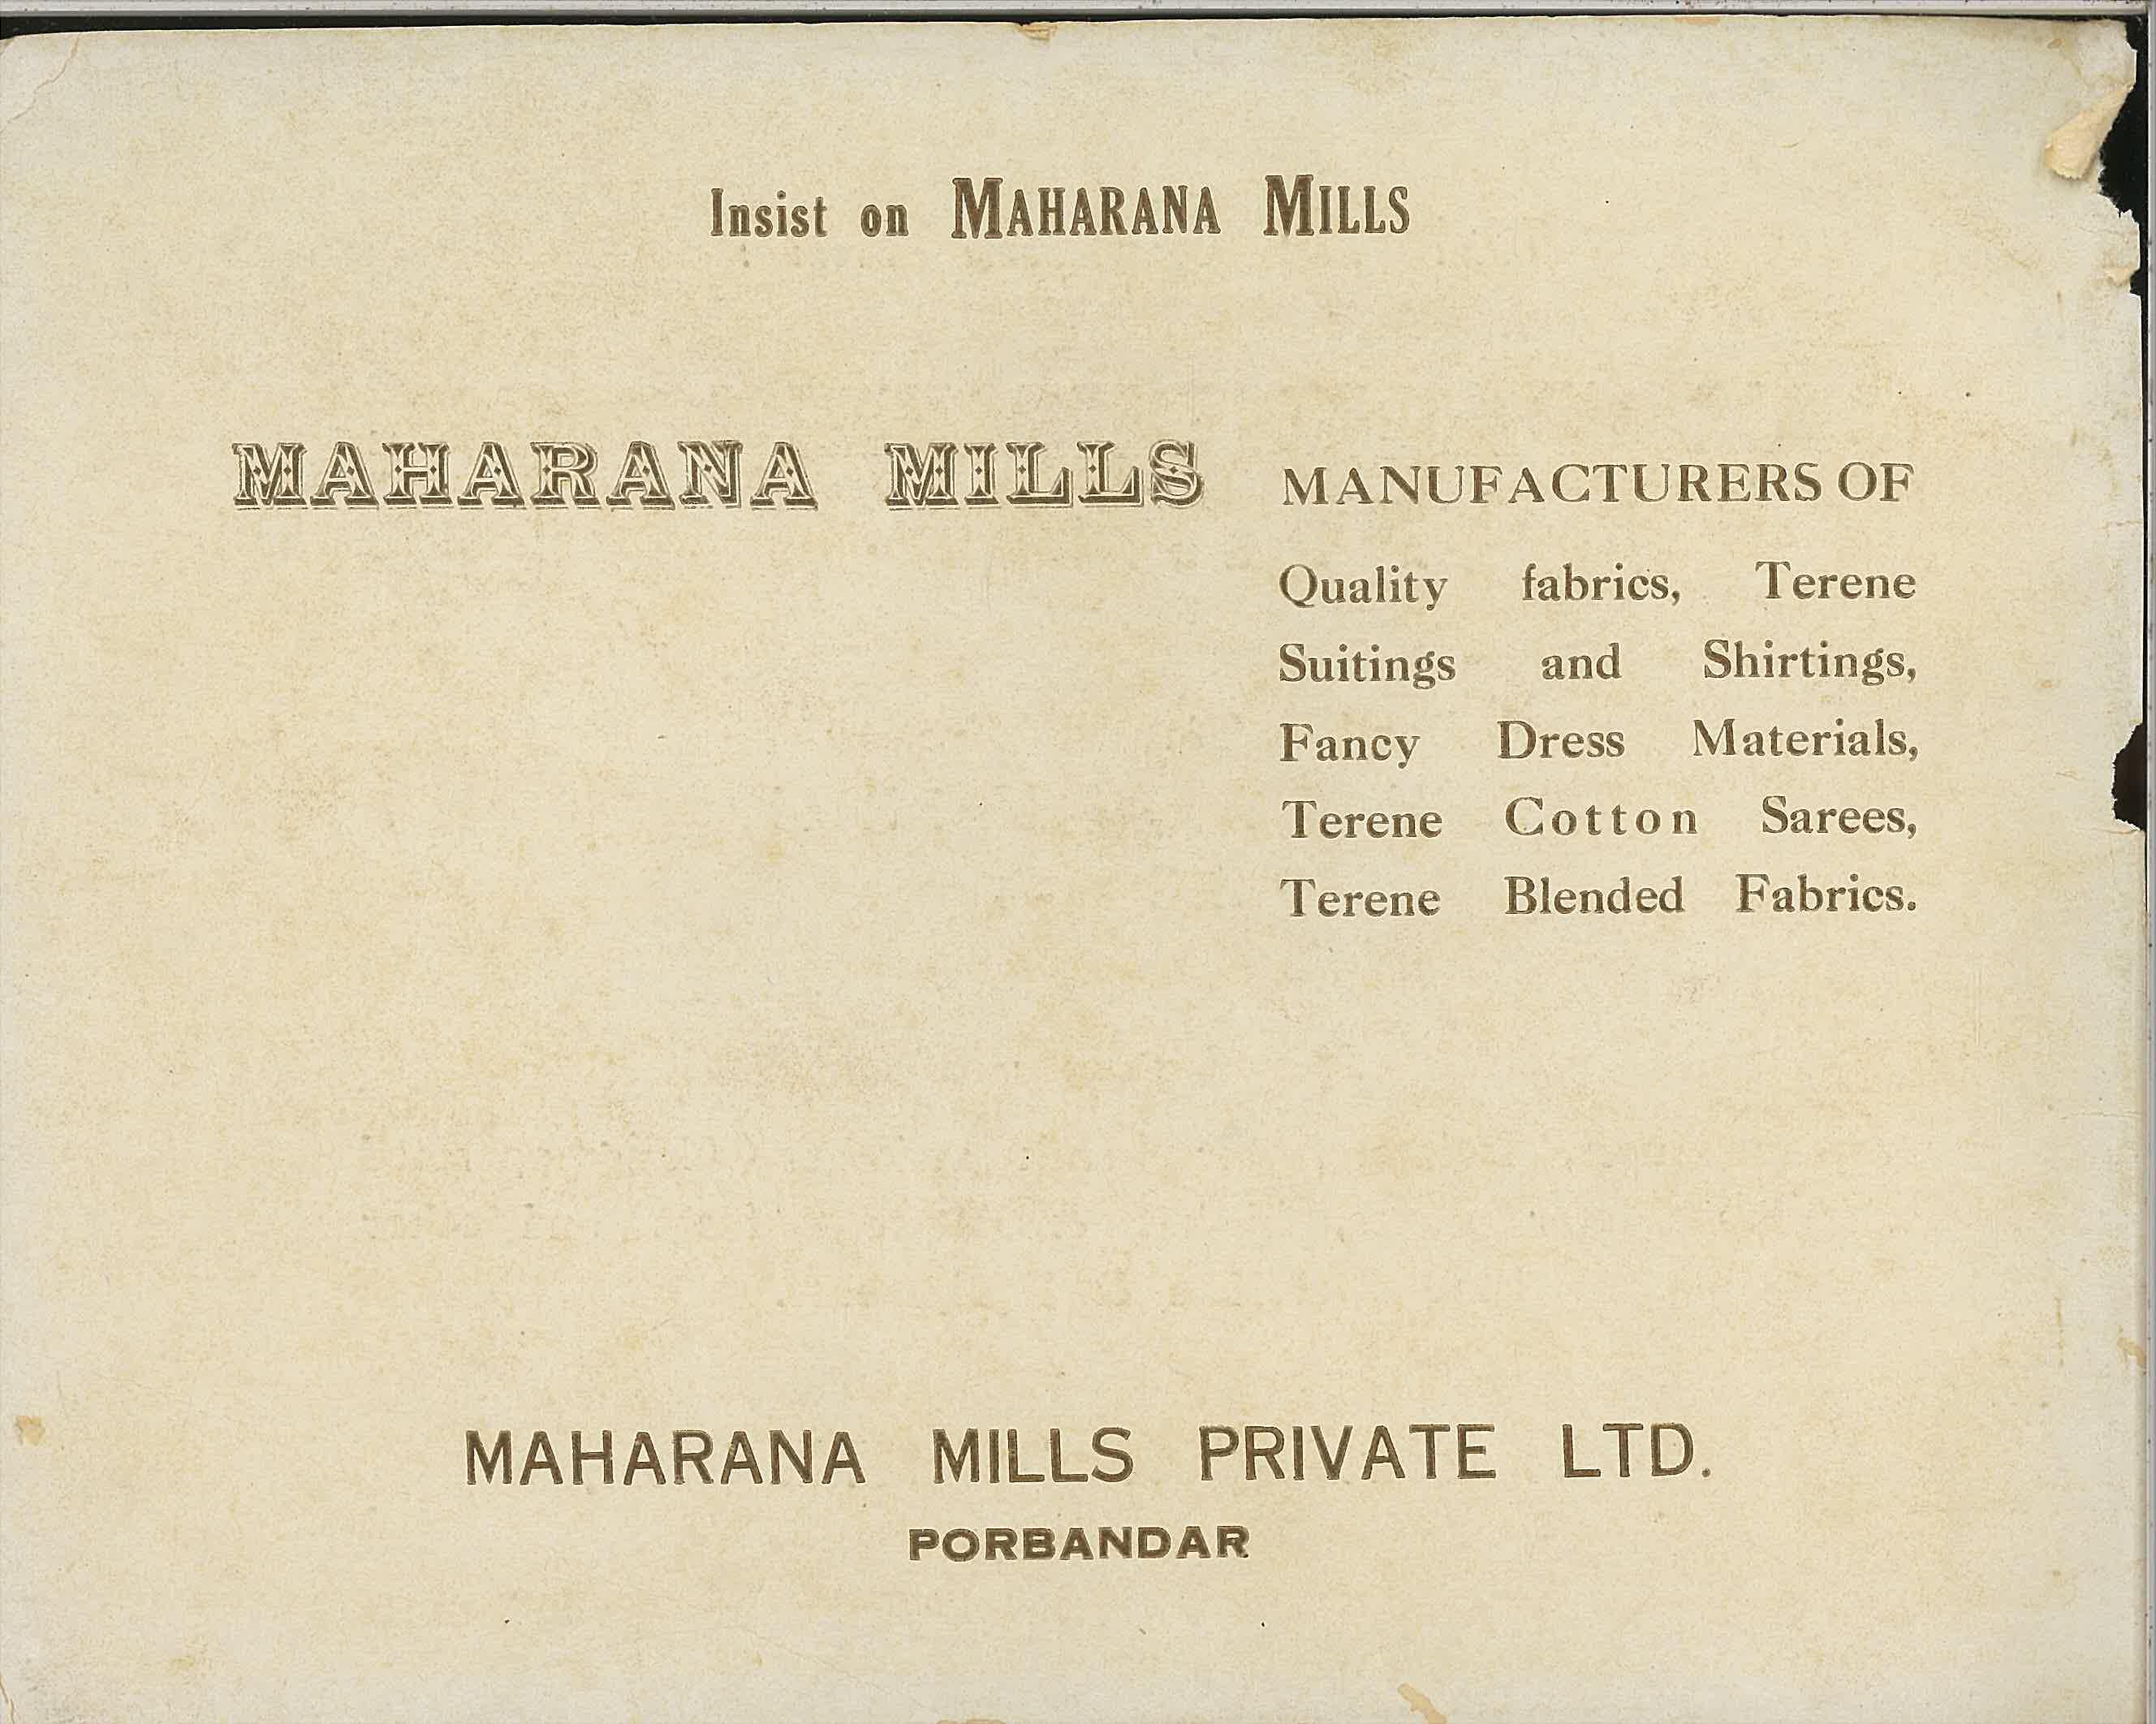 Insist on MAHARANA MILLS
MAHARANA MILLS MANUFACTURERS OF
Quality fabrics, Terene
Suitings and Shirtings,
Fancy Dress Materials,
Terene Cotton Sarees,
Terene Blended Fabrics.
MAHARANA MILLS PRIVATE LTD.
PORBANDAR